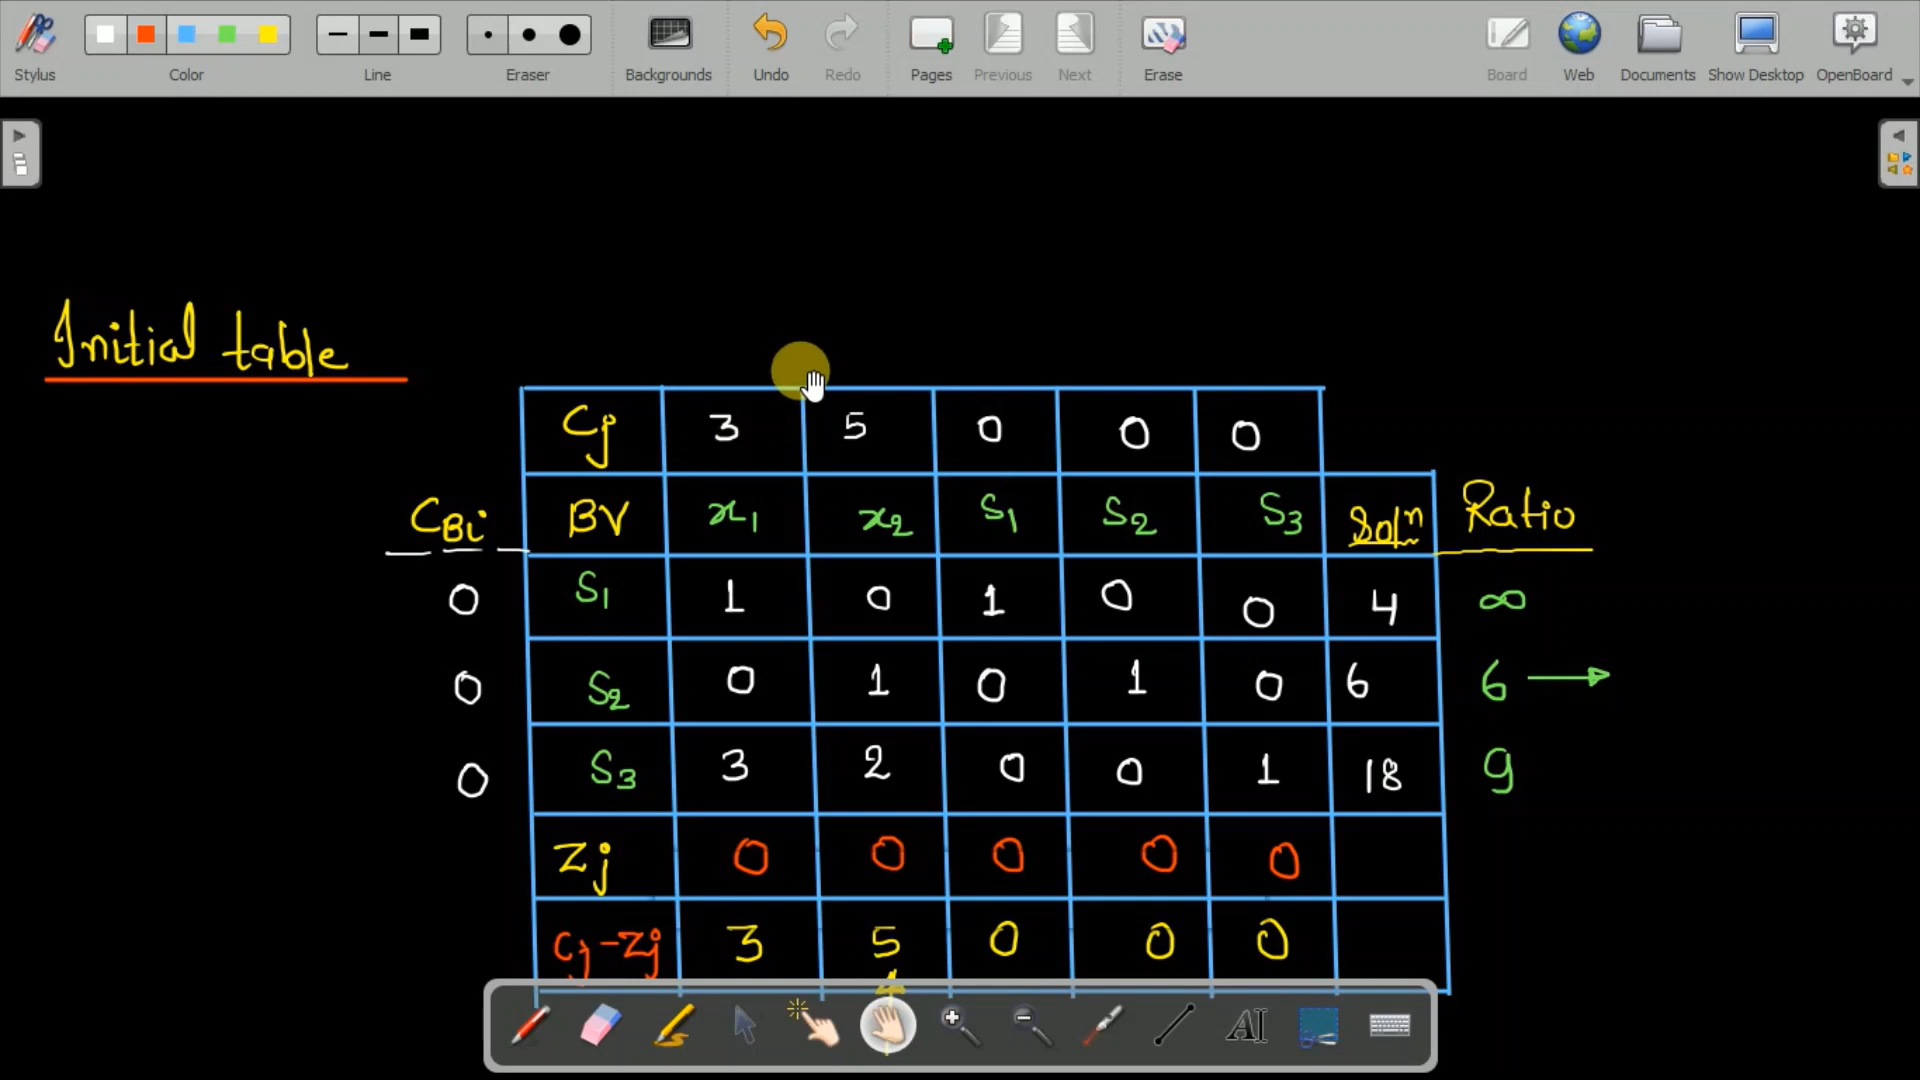 Stylus Color Line Eraser Backgrounds Undo Redo Pages Previous Next Erase Board Web Documents Show Desktop OpenBoard
Initial table
Cj 3 5 0 0 0
CBi BV x1 x2 S1 S2 S3 Solⁿ Ratio
0 S1 1 0 1 0 0 4 ∞
0 S2 0 1 0 1 0 6 6 →
0 S3 3 2 0 0 1 18 9
Zj 0 0 0 0 0
Cj-Zj 3 5 0 0 0
AI